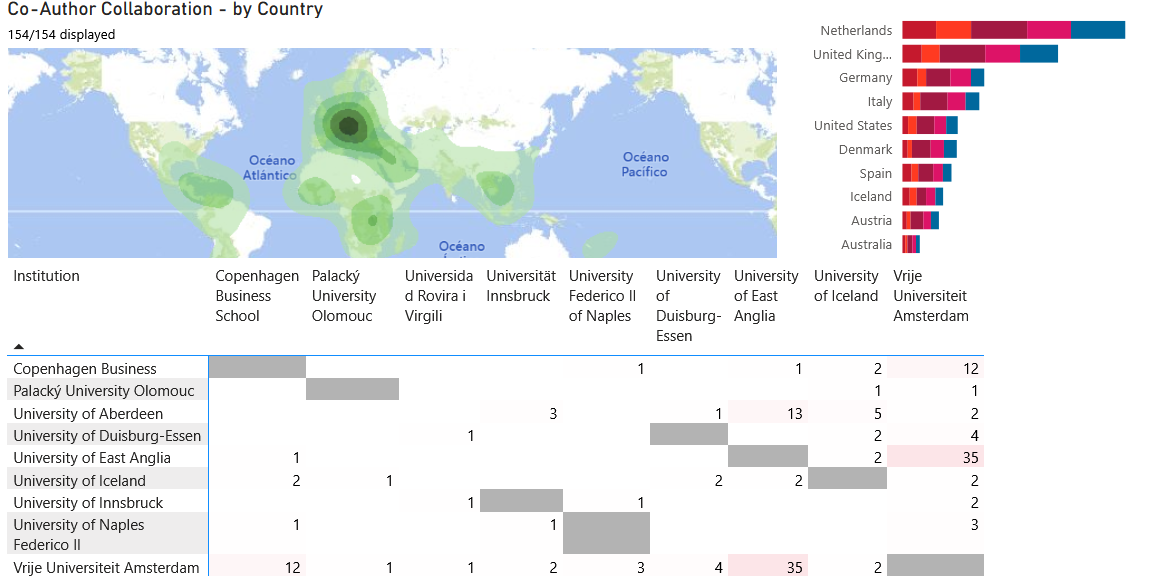 Co-Author Collaboration - by Country
154/154 displayed
Océano
Atlántico
Océano
Pacífico
Océano
Netherlands
United King...
Germany
Italy
United States
Denmark
Spain
Iceland
Austria
Australia
Institution
Copenhagen
Business
School
Palacký
University
Olomouc
Universida
d Rovira i
Virgili
Universität
Innsbruck
University
Federico II
of Naples
University
of
Duisburg-
Essen
University
of East
Anglia
University
of Iceland
Vrije
Universiteit
Amsterdam
Copenhagen Business 1 1 2 12
Palacký University Olomouc 1 1
University of Aberdeen 3 1 13 5 2
University of Duisburg-Essen 1 2 4
University of East Anglia 1 2 35
University of Iceland 2 1 2 2 2
University of Innsbruck 1 1 2
University of Naples 1 1 3
Federico II
Vrije Universiteit Amsterdam 12 1 1 2 3 4 35 2